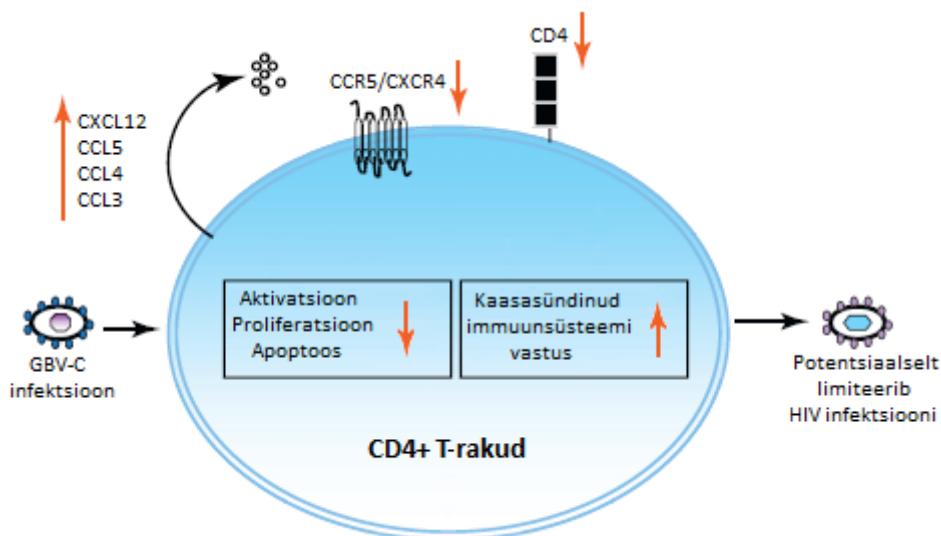 CD4
CCR5/CXCR4
CXCL12
CCL5
CCL4
CCL3
Aktivatsioon
Proliferatsioon
Apoptoos
Kaasasündinud
immuunsüsteemi
vastus
GBV-C
infektsioon
Potentsiaalselt
limiteerib
HIV infektsiooni
CD4+ T-rakud